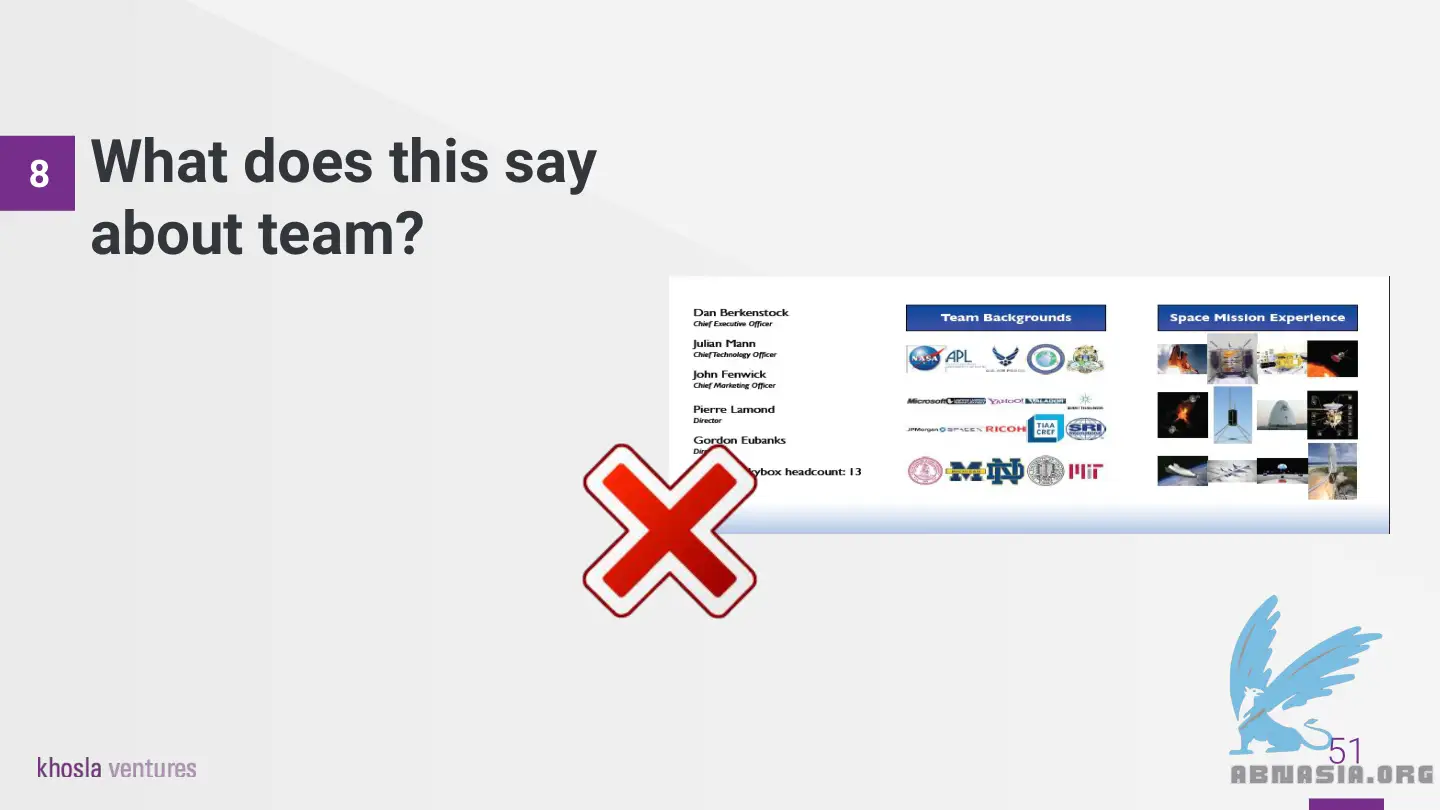 8
What does this say
about team?
Dan Berkenstock
Chief Executive Officer
Julian Mann
Chief Technology Officer
John Fenwick
Chief Marketing Officer
Pierre Lamond
Director
Gordon Eubanks
kybox headcount: 13
Team Backgrounds
NASA APL
Microsoft YAHOO! VALADOR
JPMorgan SPACEX RICOH TIAA CREF SRI
M ND MIT
Space Mission Experience
khosla ventures
51
ABNASIA.ORG